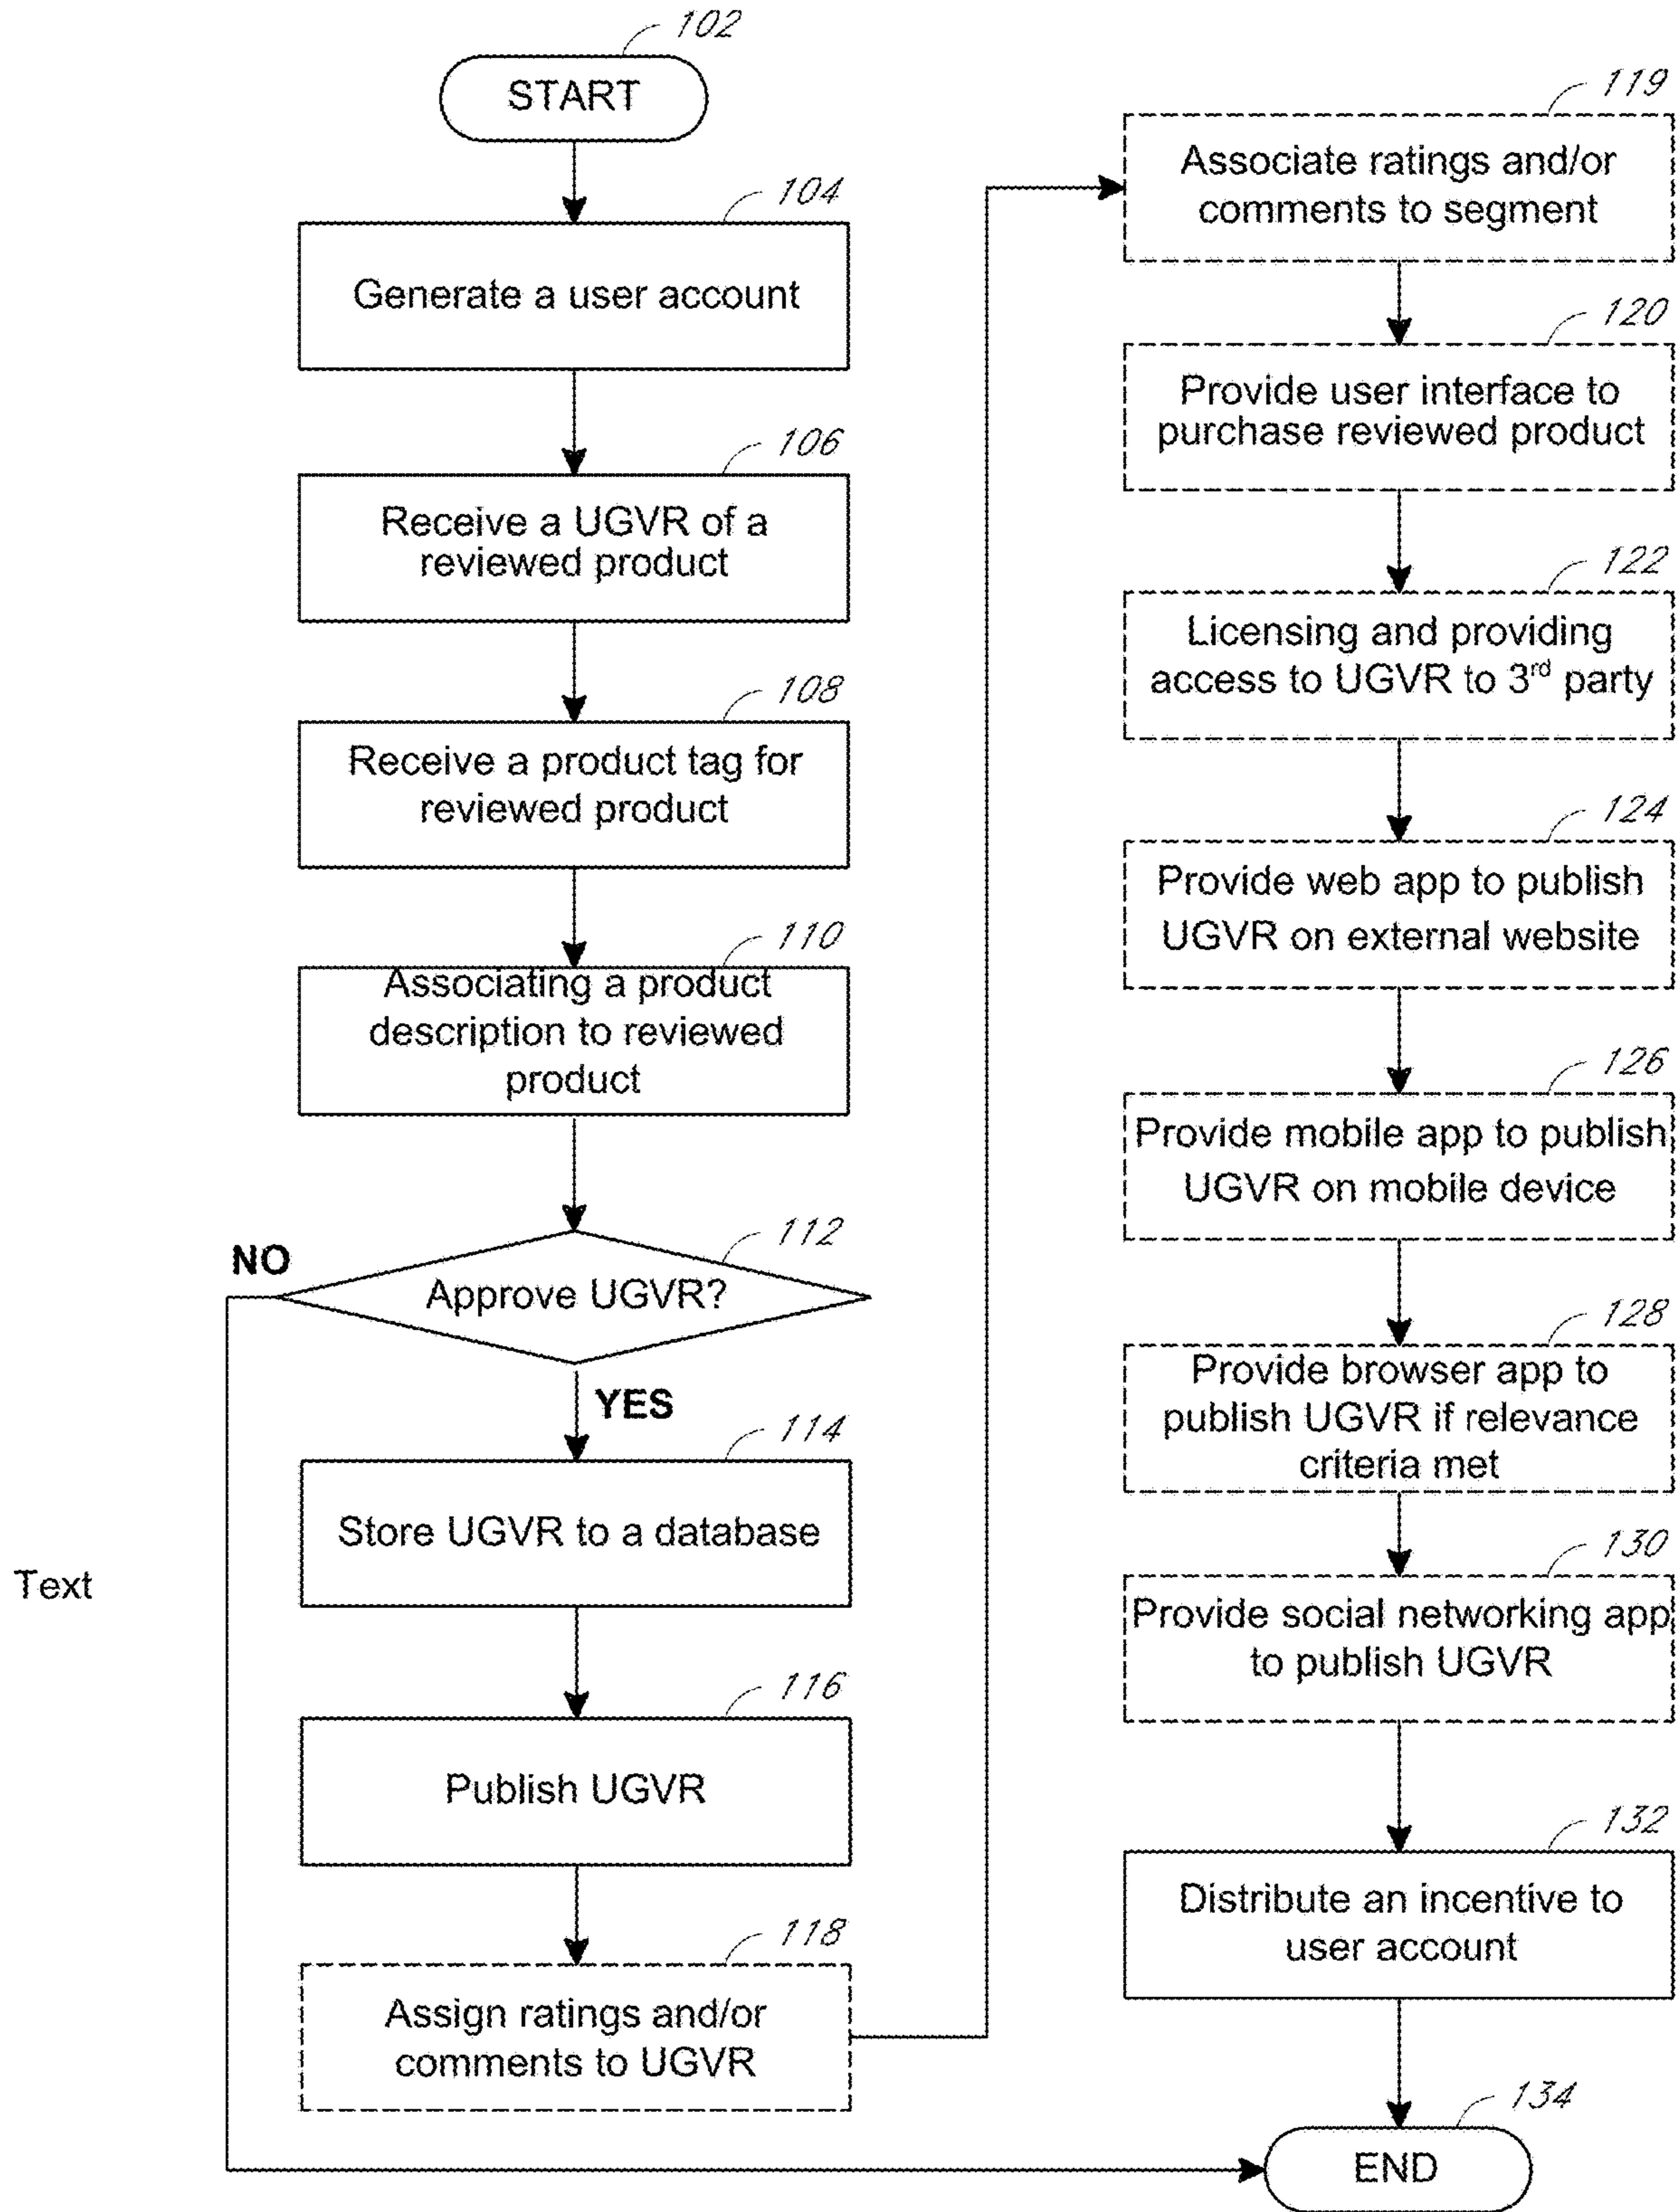 102
START
104
Generate a user account
106
Receive a UGVR of a
reviewed product
108
Receive a product tag for
reviewed product
110
Associating a product
description to reviewed
product
112
NO
Approve UGVR?
YES
114
Store UGVR to a database
Text
116
Publish UGVR
118
Assign ratings and/or
comments to UGVR
119
Associate ratings and/or
comments to segment
120
Provide user interface to
purchase reviewed product
122
Licensing and providing
access to UGVR to 3rd party
124
Provide web app to publish
UGVR on external website
126
Provide mobile app to publish
UGVR on mobile device
128
Provide browser app to
publish UGVR if relevance
criteria met
130
Provide social networking app
to publish UGVR
132
Distribute an incentive to
user account
134
END